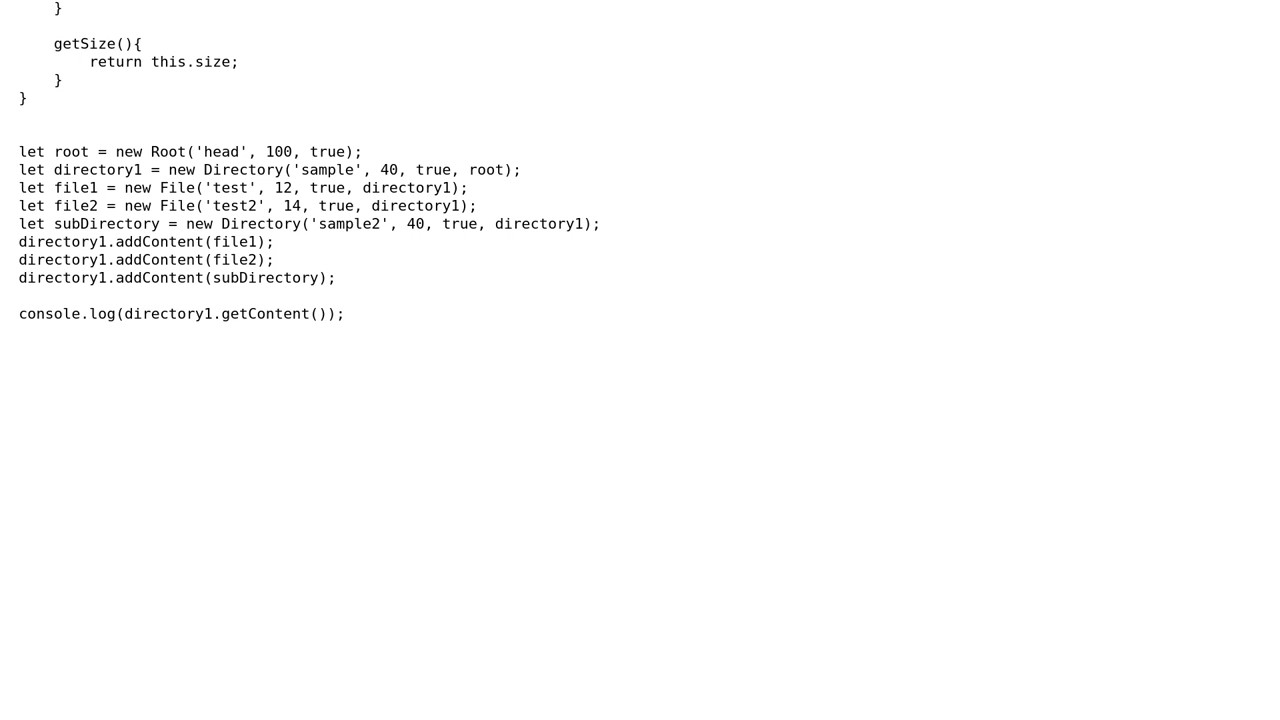 }

    getSize(){
        return this.size;
    }
}


let root = new Root('head', 100, true);
let directory1 = new Directory('sample', 40, true, root);
let file1 = new File('test', 12, true, directory1);
let file2 = new File('test2', 14, true, directory1);
let subDirectory = new Directory('sample2', 40, true, directory1);
directory1.addContent(file1);
directory1.addContent(file2);
directory1.addContent(subDirectory);

console.log(directory1.getContent());